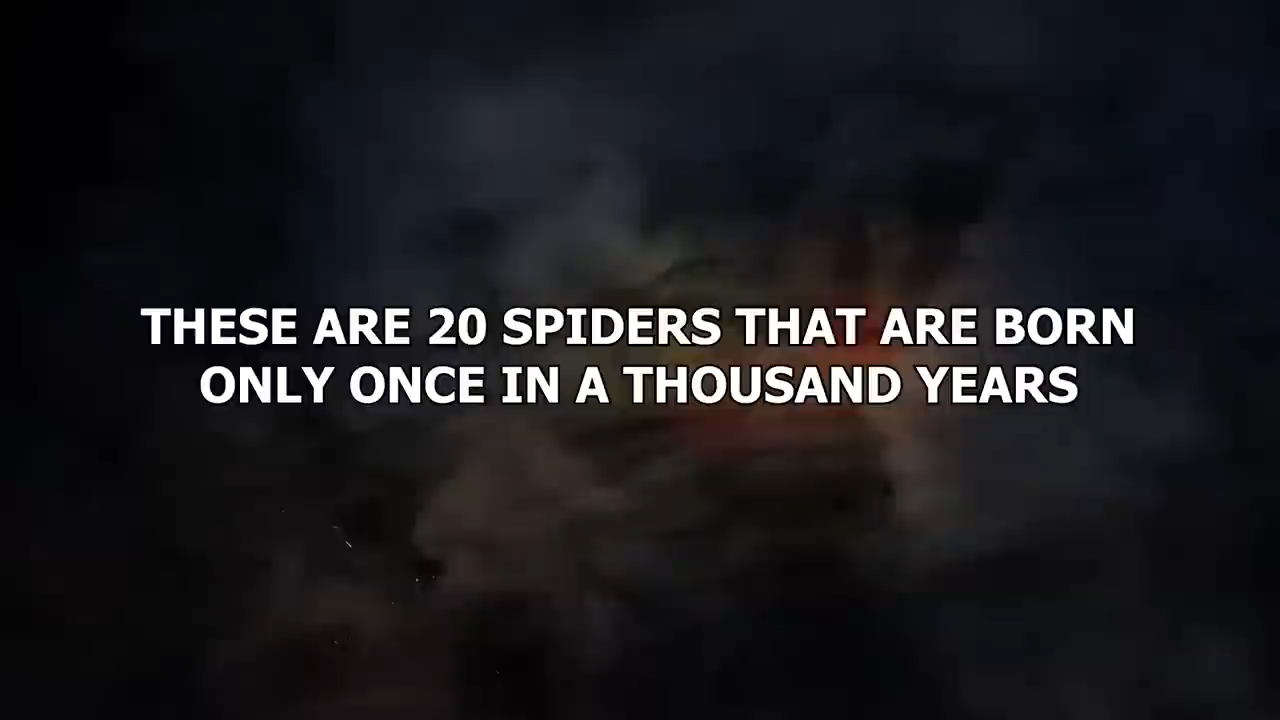 THESE ARE 20 SPIDERS THAT ARE BORN
ONLY ONCE IN A THOUSAND YEARS